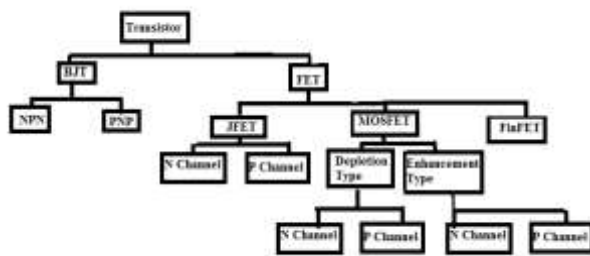 Transistor
BJT
FET
NPN
PNP
JFET
MOSFET
FinFET
N Channel
P Channel
Depletion
Type
Enhancement
Type
N Channel
P Channel
N Channel
P Channel